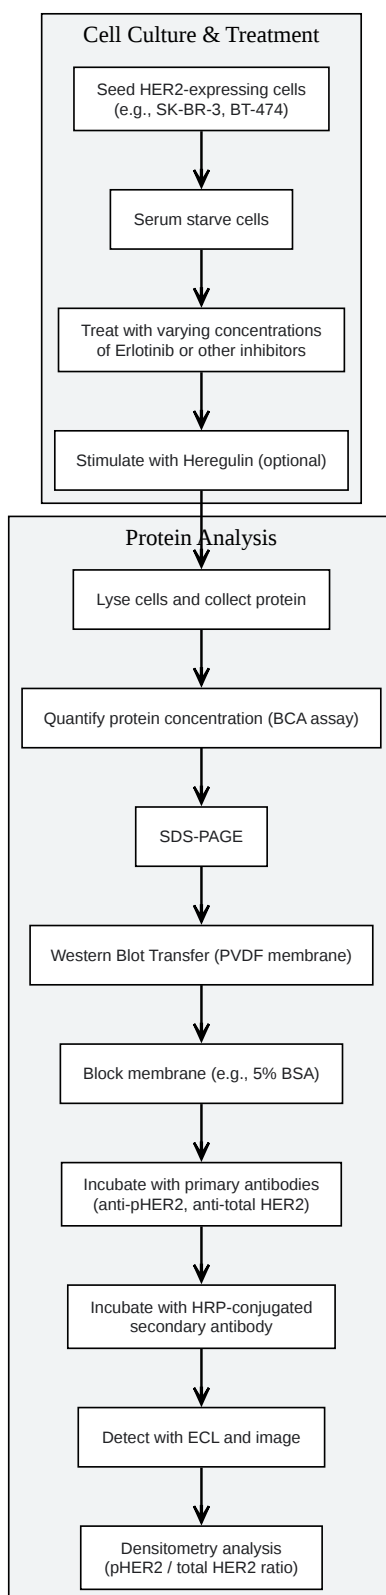 Cell Culture & Treatment
Seed HER2-expressing cells
(e.g., SK-BR-3, BT-474)
Serum starve cells
Treat with varying concentrations
of Erlotinib or other inhibitors
Stimulate with Heregulin (optional)
Protein Analysis
Lyse cells and collect protein
Quantify protein concentration (BCA assay)
SDS-PAGE
Western Blot Transfer (PVDF membrane)
Block membrane (e.g., 5% BSA)
Incubate with primary antibodies
(anti-pHER2, anti-total HER2)
Incubate with HRP-conjugated
secondary antibody
Detect with ECL and image
Densitometry analysis
(pHER2 / total HER2 ratio)